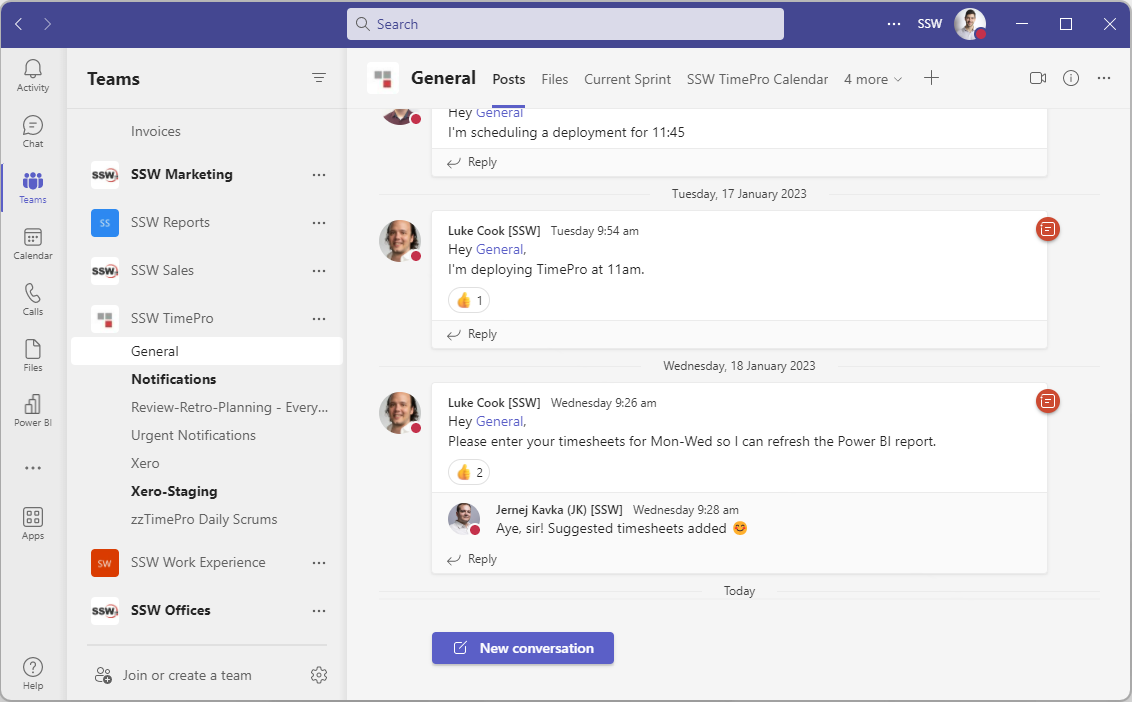 Search
SSW
Activity
Chat
Teams
Calendar
Calls
Files
Power BI
Apps
Help
Teams
Invoices
SSW
SSW Marketing
SS
SSW Reports
SSW
SSW Sales
SSW TimePro
General
Notifications
Review-Retro-Planning - Every...
Urgent Notifications
Xero
Xero-Staging
zzTimePro Daily Scrums
SW
SSW Work Experience
SSW
SSW Offices
Join or create a team
General Posts Files Current Sprint SSW TimePro Calendar 4 more
Hey General
I'm scheduling a deployment for 11:45
Reply
Tuesday, 17 January 2023
Luke Cook [SSW] Tuesday 9:54 am
Hey General,
I'm deploying TimePro at 11am.
👍 1
Reply
Wednesday, 18 January 2023
Luke Cook [SSW] Wednesday 9:26 am
Hey General,
Please enter your timesheets for Mon-Wed so I can refresh the Power BI report.
👍 2
Jernej Kavka (JK) [SSW] Wednesday 9:28 am
Aye, sir! Suggested timesheets added 😊
Reply
Today
New conversation